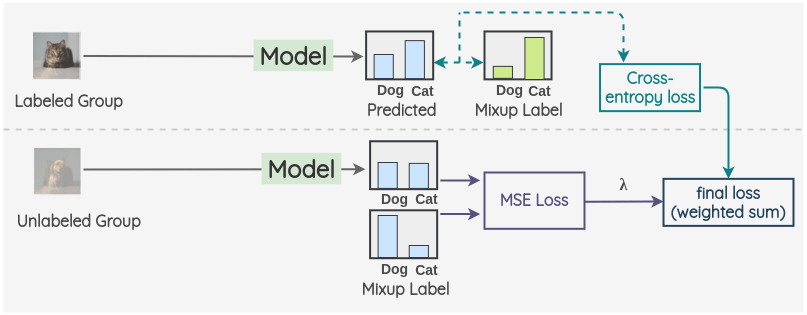 Model
Dog Cat
Predicted
Dog Cat
Mixup Label
Cross-
entropy loss
Labeled Group
Model
Dog Cat
Dog Cat
Mixup Label
MSE Loss
λ
final loss
(weighted sum)
Unlabeled Group